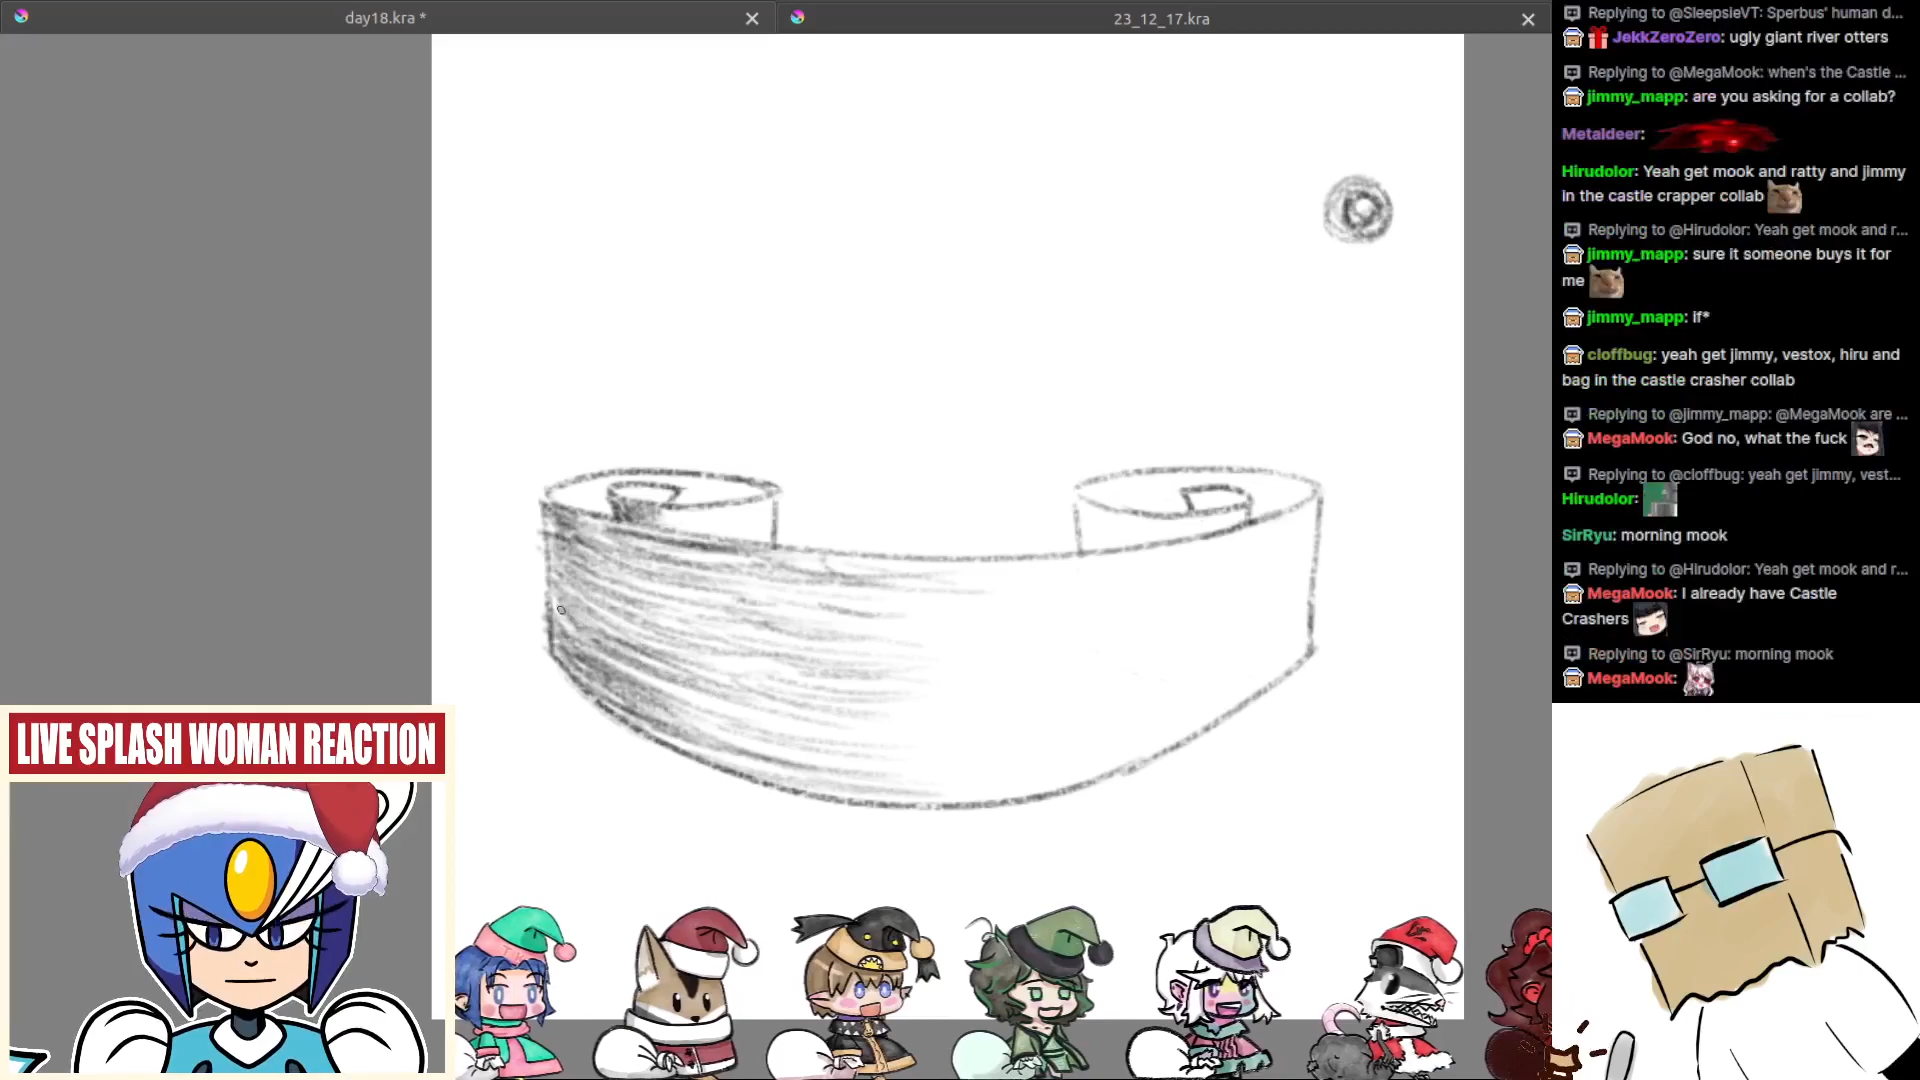 day18.kra *
23_12_17.kra
Replying to @SleepsieVT: Sperbus' human d...
JekkZeroZero: ugly giant river otters
Replying to @MegaMook: when's the Castle ...
jimmy_mapp: are you asking for a collab?
Metaldeer:
Hirudolor: Yeah get mook and ratty and jimmy
in the castle crapper collab
Replying to @Hirudolor: Yeah get mook and r...
jimmy_mapp: sure it someone buys it for
me
jimmy_mapp: if*
cloffbug: yeah get jimmy, vestox, hiru and
bag in the castle crasher collab
Replying to @jimmy_mapp: @MegaMook are ...
MegaMook: God no, what the fuck
Replying to @cloffbug: yeah get jimmy, vest...
Hirudolor:
SirRyu: morning mook
Replying to @Hirudolor: Yeah get mook and r...
MegaMook: I already have Castle
Crashers
Replying to @SirRyu: morning mook
MegaMook:
LIVE SPLASH WOMAN REACTION